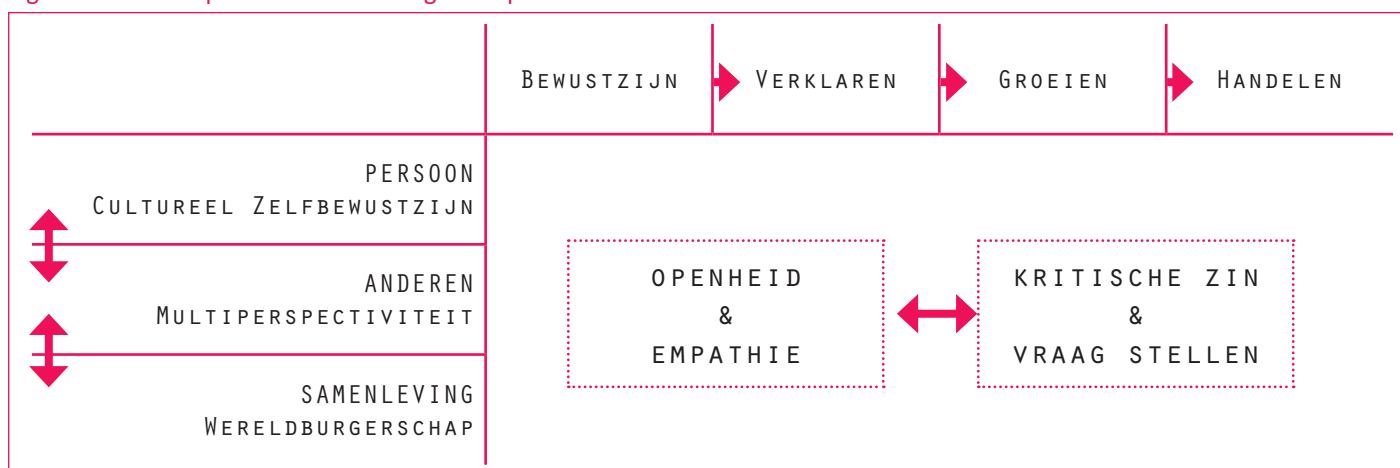 Bewustzijn Verklaren Groeien Handelen
PERSOON
Cultureel Zelfbewustzijn
ANDEREN
Multiperspectiviteit
SAMENLEVING
Wereldburgerschap
OPENHEID
&
EMPATHIE
KRITISCHE ZIN
&
VRAAG STELLEN